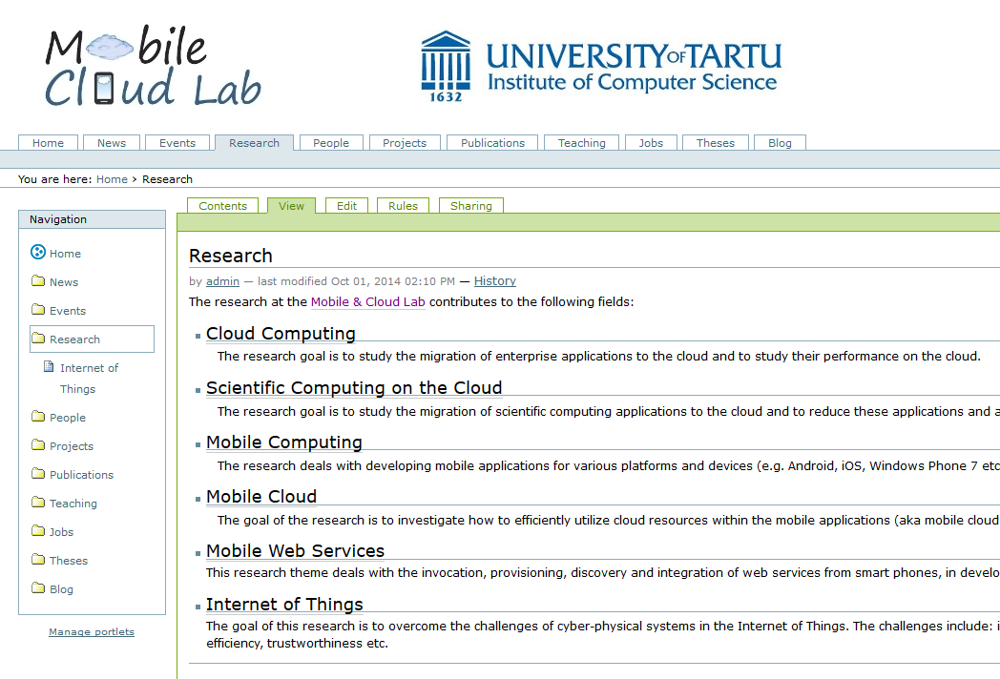 Mobile
Cloud Lab
UNIVERSITY OF TARTU
Institute of Computer Science
1632
Home News Events Research People Projects Publications Teaching Jobs Theses Blog
You are here: Home › Research
Contents View Edit Rules Sharing
Navigation
Home
News
Events
Research
Internet of
Things
People
Projects
Publications
Teaching
Jobs
Theses
Blog
Manage portlets
Research
by admin — last modified Oct 01, 2014 02:10 PM — History
The research at the Mobile & Cloud Lab contributes to the following fields:
Cloud Computing
The research goal is to study the migration of enterprise applications to the cloud and to study their performance on the cloud.
Scientific Computing on the Cloud
The research goal is to study the migration of scientific computing applications to the cloud and to reduce these applications and a
Mobile Computing
The research deals with developing mobile applications for various platforms and devices (e.g. Android, iOS, Windows Phone 7 etc
Mobile Cloud
The goal of the research is to investigate how to efficiently utilize cloud resources within the mobile applications (aka mobile cloud
Mobile Web Services
This research theme deals with the invocation, provisioning, discovery and integration of web services from smart phones, in develo
Internet of Things
The goal of this research is to overcome the challenges of cyber-physical systems in the Internet of Things. The challenges include: i
efficiency, trustworthiness etc.